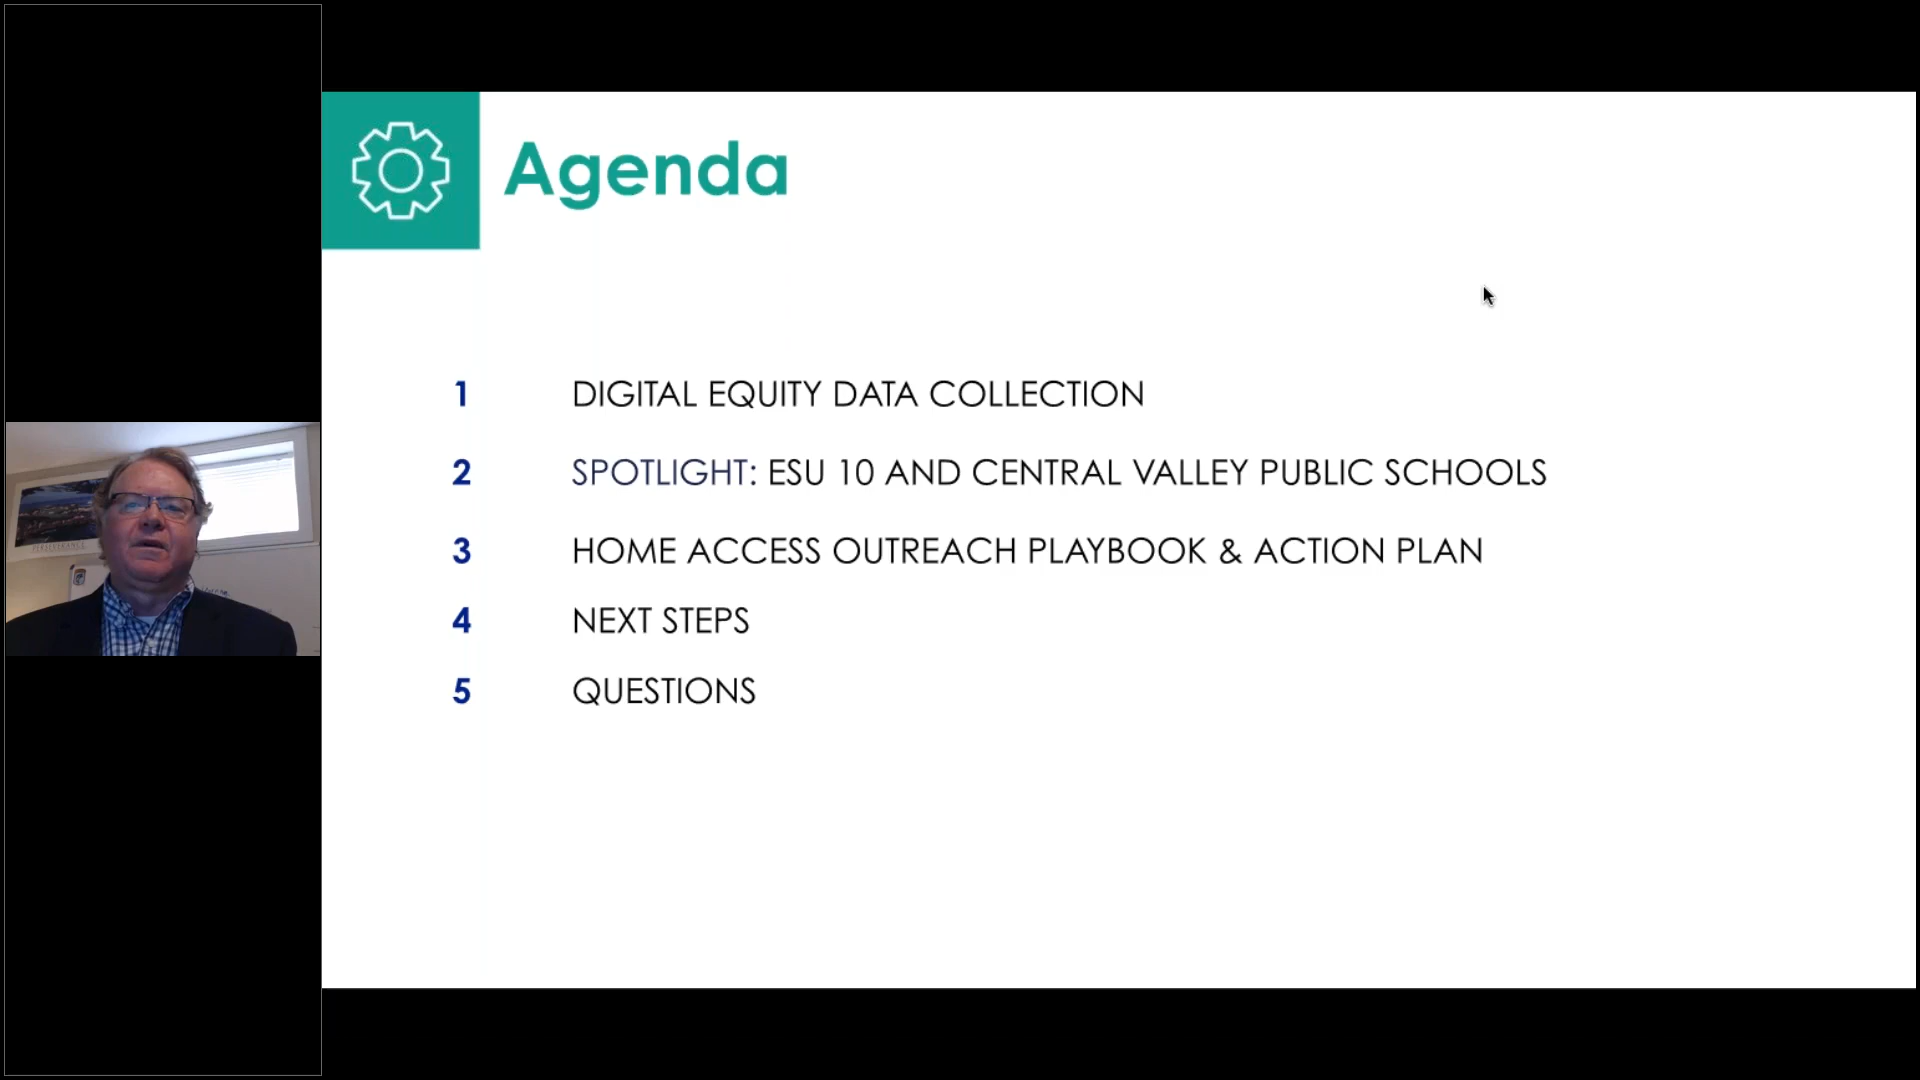 Agenda
1 DIGITAL EQUITY DATA COLLECTION
2 SPOTLIGHT: ESU 10 AND CENTRAL VALLEY PUBLIC SCHOOLS
3 HOME ACCESS OUTREACH PLAYBOOK & ACTION PLAN
4 NEXT STEPS
5 QUESTIONS
PERSEVERANCE